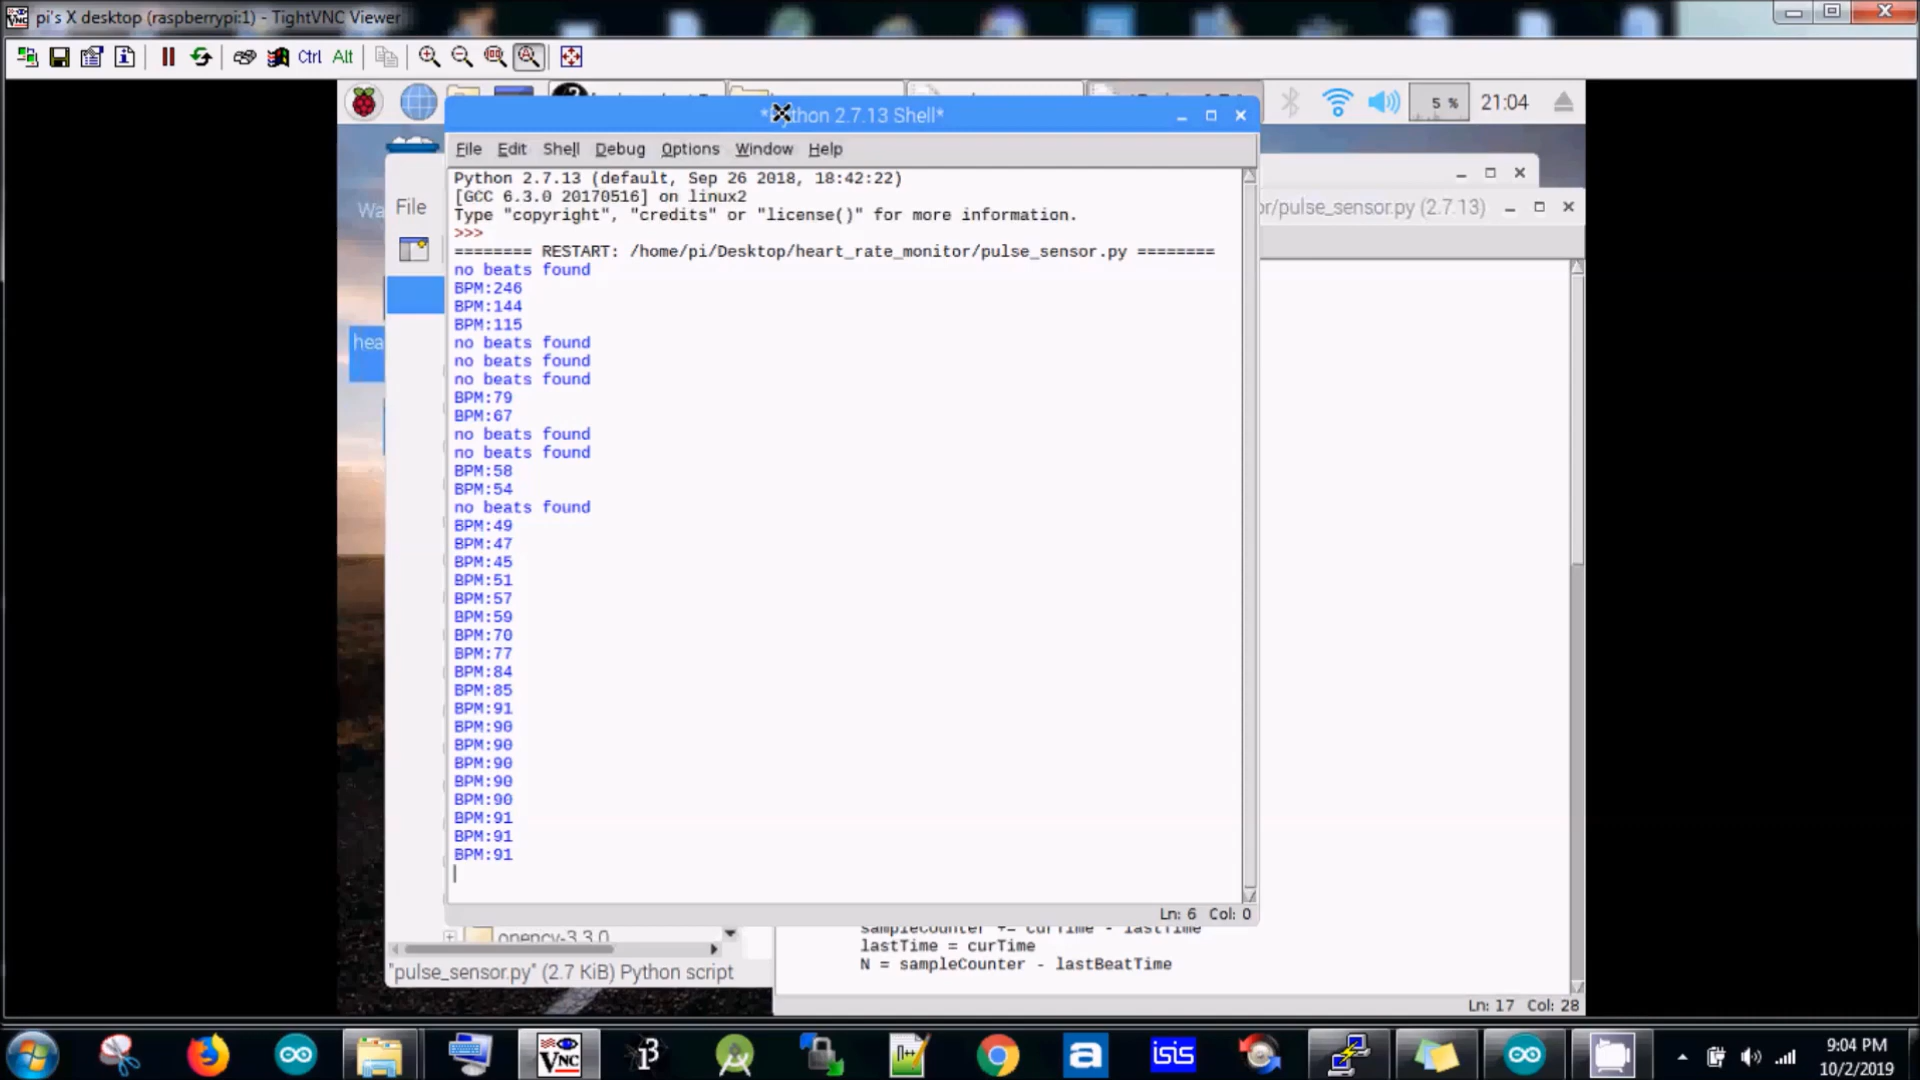 pi's X desktop (raspberrypi:1) - TightVNC Viewer
Ctrl Alt
5 % 21:04
Python 2.7.13 Shell*
File Edit Shell Debug Options Window Help
Python 2.7.13 (default, Sep 26 2018, 18:42:22)
[GCC 6.3.0 20170516] on linux2
Type "copyright", "credits" or "license()" for more information.
>>>
======== RESTART: /home/pi/Desktop/heart_rate_monitor/pulse_sensor.py ========
no beats found
BPM:246
BPM:144
BPM:115
no beats found
no beats found
no beats found
BPM:79
BPM:67
no beats found
no beats found
BPM:58
BPM:54
no beats found
BPM:49
BPM:47
BPM:45
BPM:51
BPM:57
BPM:59
BPM:70
BPM:77
BPM:84
BPM:85
BPM:91
BPM:90
BPM:90
BPM:90
BPM:90
BPM:90
BPM:91
BPM:91
BPM:91
Ln: 6 Col: 0
File
Wa
hea
or/pulse_sensor.py (2.7.13)
opencv-3.3.0
"pulse_sensor.py" (2.7 KiB) Python script
sampleCounter += curTime - lastTime
lastTime = curTime
N = sampleCounter - lastBeatTime
Ln: 17 Col: 28
VNC
a
isis
9:04 PM
10/2/2019